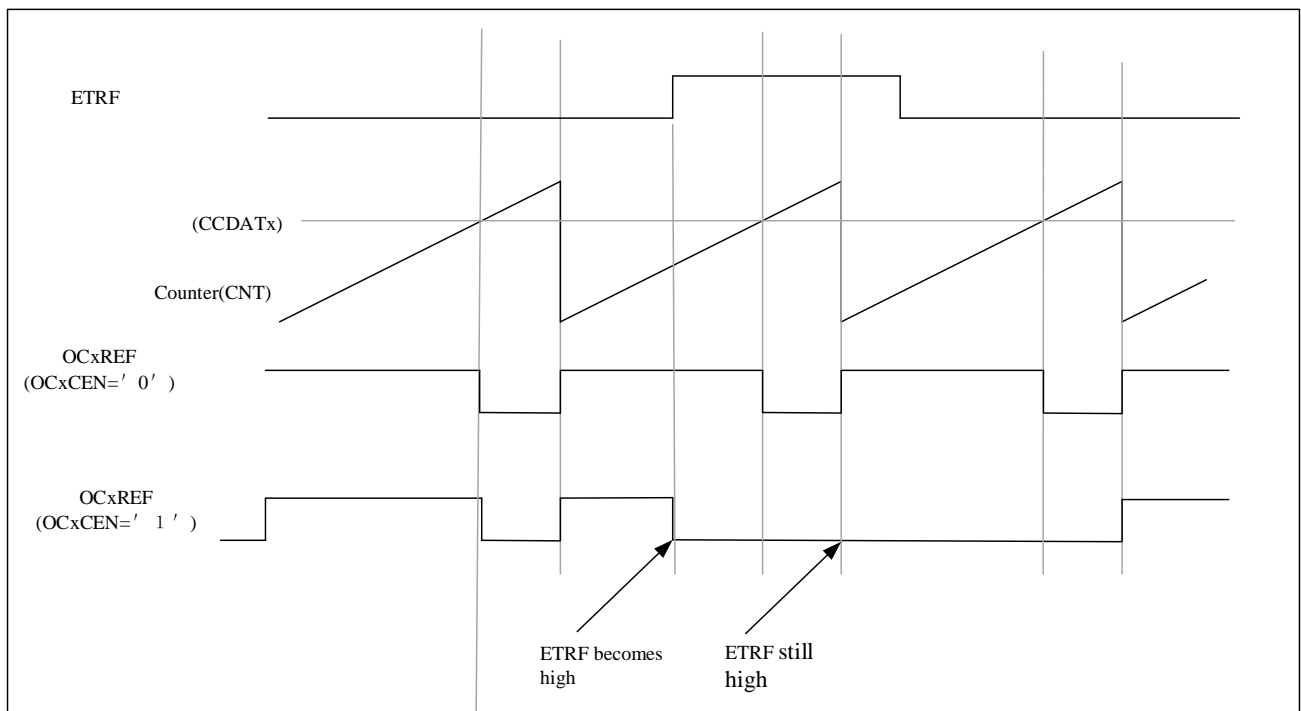 ETRF
(CCDATx)
Counter(CNT)
OCxREF
(OCxCEN=′ 0′ )
OCxREF
(OCxCEN=′ 1 ′ )
ETRF becomes
high
ETRF still
high